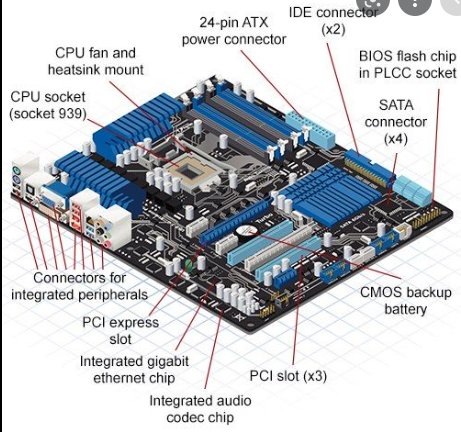 IDE connector
(x2)
24-pin ATX
power connector
CPU fan and
heatsink mount
BIOS flash chip
in PLCC socket
CPU socket
(socket 939)
SATA
connector
(x4)
Connectors for
integrated peripherals
CMOS backup
battery
PCI express
slot
Integrated gigabit
ethernet chip
PCI slot (x3)
Integrated audio
codec chip